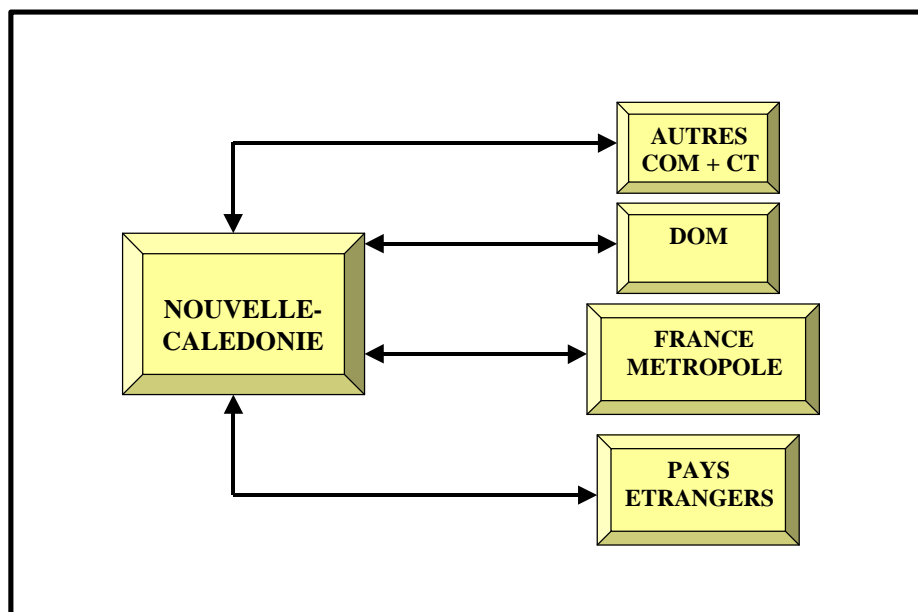 AUTRES
COM + CT
DOM
NOUVELLE-
CALEDONIE
FRANCE
METROPOLE
PAYS
ETRANGERS